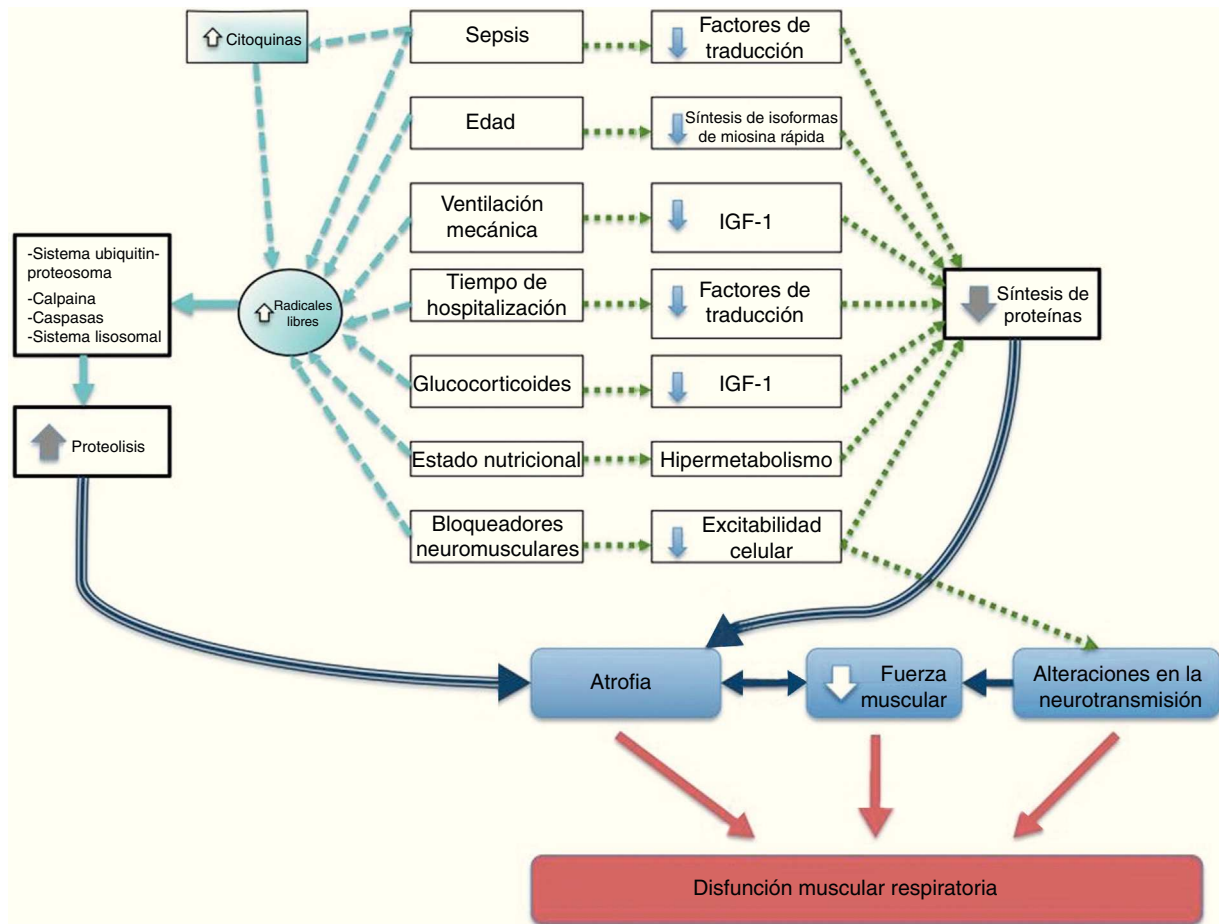 Citoquinas
Sepsis
Factores de
traducción
Edad
Síntesis de isoformas
de miosina rápida
Ventilación
mecánica
IGF-1
-Sistema ubiquitin-
proteosoma
-Calpaina
-Caspasas
-Sistema lisosomal
Radicales
libres
Tiempo de
hospitalización
Factores de
traducción
Síntesis de
proteínas
Glucocorticoides
IGF-1
Proteolisis
Estado nutricional
Hipermetabolismo
Bloqueadores
neuromusculares
Excitabilidad
celular
Atrofia
Fuerza
muscular
Alteraciones en la
neurotransmisión
Disfunción muscular respiratoria